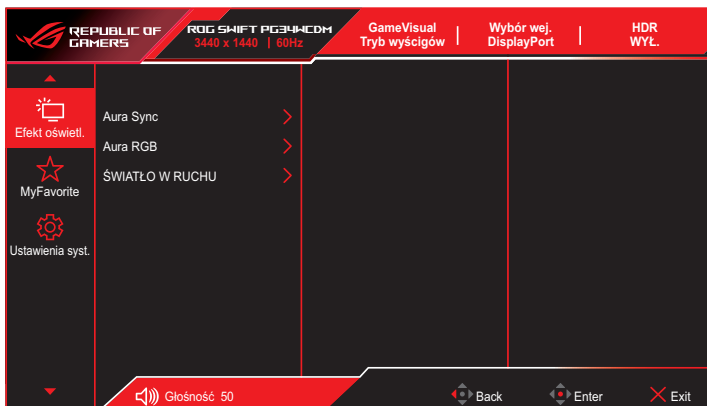 REPUBLIC OF
GAMERS
ROG SWIFT PG34WCDM
3440 x 1440 | 60Hz
GameVisual
Tryb wyścigów
Wybór wej.
DisplayPort
HDR
WYŁ.
Efekt oświetl.
MyFavorite
Ustawienia syst.
Aura Sync
Aura RGB
ŚWIATŁO W RUCHU
Głośność 50
Back
Enter
Exit